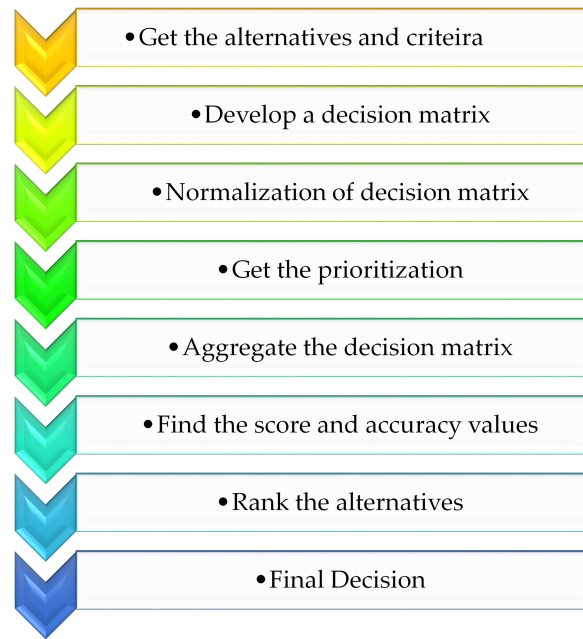 •Get the alternatives and criteira
•Develop a decision matrix
•Normalization of decision matrix
•Get the prioritization
•Aggregate the decision matrix
•Find the score and accuracy values
•Rank the alternatives
•Final Decision